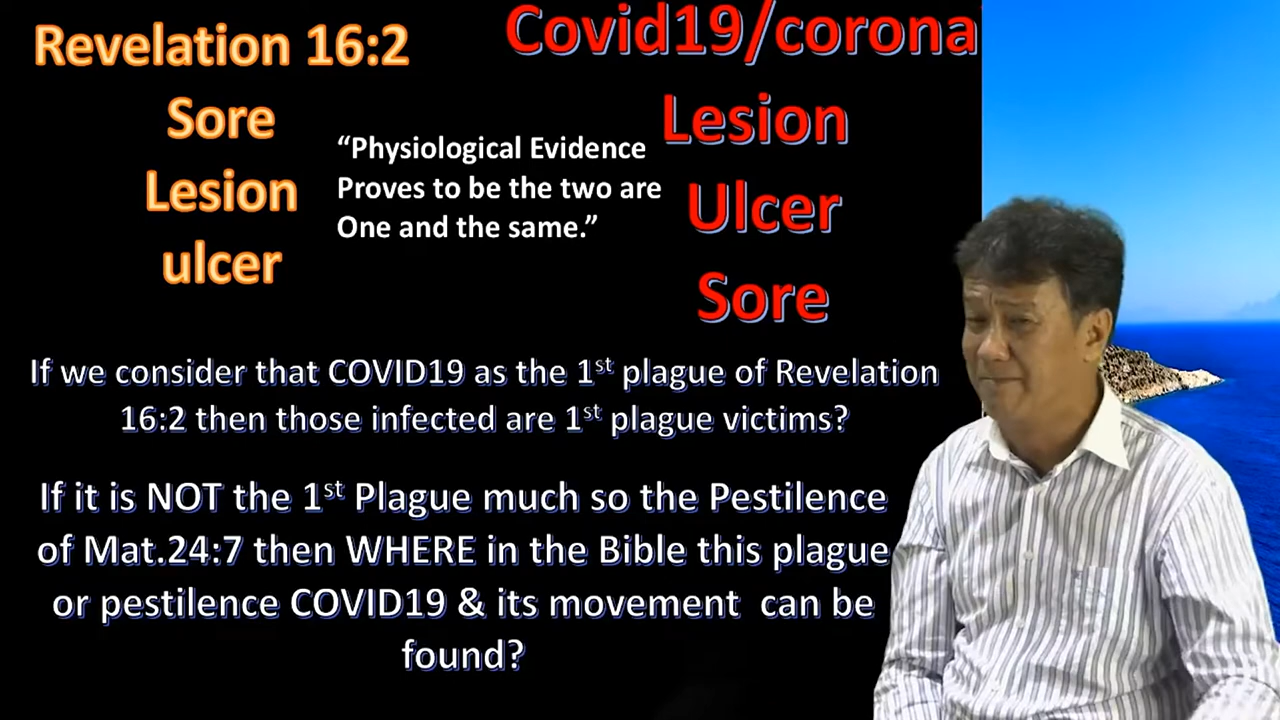 Revelation 16:2
Sore
Lesion
ulcer
“Physiological Evidence
Proves to be the two are
One and the same.”
Covid19/corona
Lesion
Ulcer
Sore
If we consider that COVID19 as the 1st plague of Revelation
16:2 then those infected are 1st plague victims?
If it is NOT the 1st Plague much so the Pestilence
of Mat.24:7 then WHERE in the Bible this plague
or pestilence COVID19 & its movement can be
found?